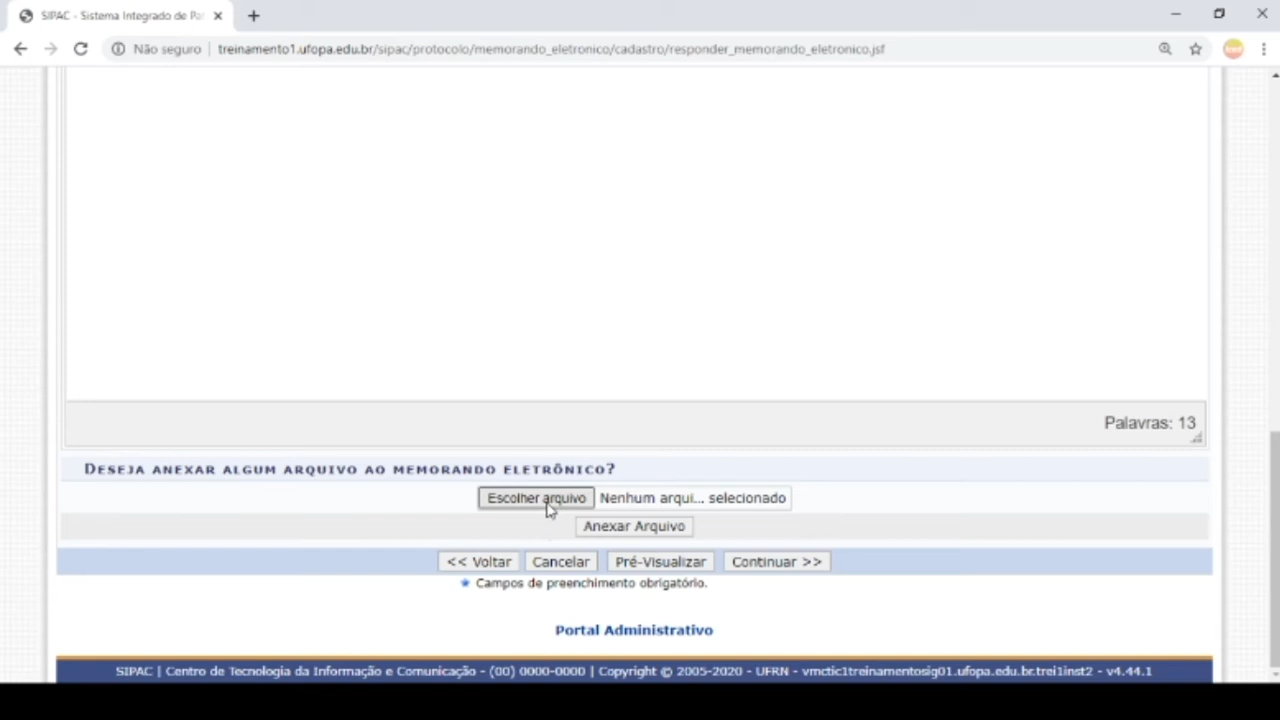 SIPAC - Sistema Integrado de Pa
Não seguro | treinamento1.ufopa.edu.br/sipac/protocolo/memorando_eletronico/cadastro/responder_memorando_eletronico.jsf
Palavras: 13
DESEJA ANEXAR ALGUM ARQUIVO AO MEMORANDO ELETRÔNICO?
Escolher arquivo Nenhum arqui... selecionado
Anexar Arquivo
<< Voltar Cancelar Pré-Visualizar Continuar >>
Campos de preenchimento obrigatório.
Portal Administrativo
SIPAC | Centro de Tecnologia da Informação e Comunicação - (00) 0000-0000 | Copyright © 2005-2020 - UFRN - vmctic1treinamentosig01.ufopa.edu.br.trei1inst2 - v4.44.1